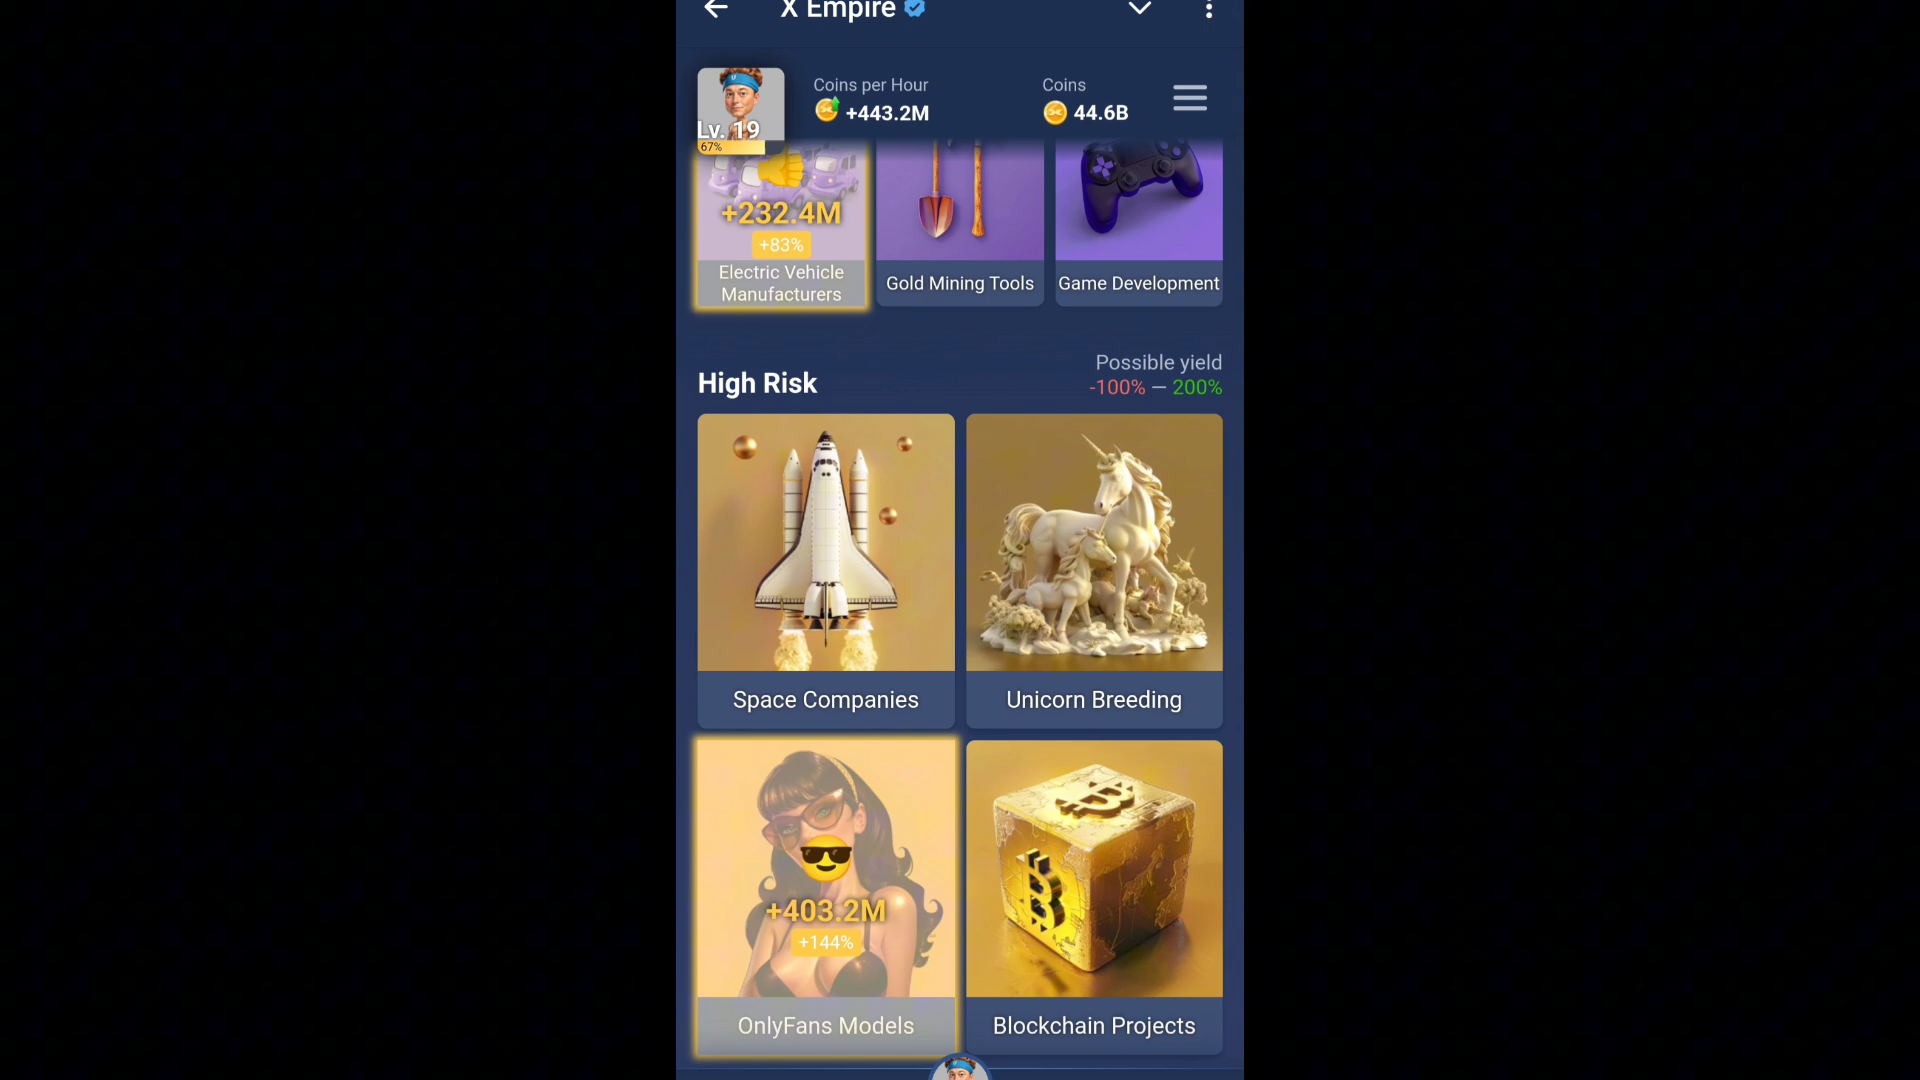 X Empire
Coins per Hour
+443.2M
Coins
44.6B
Lv. 19
67%
+232.4M
+83%
Electric Vehicle
Manufacturers
Gold Mining Tools
Game Development
High Risk
Possible yield
-100% — 200%
Space Companies
Unicorn Breeding
+403.2M
+144%
OnlyFans Models
Blockchain Projects